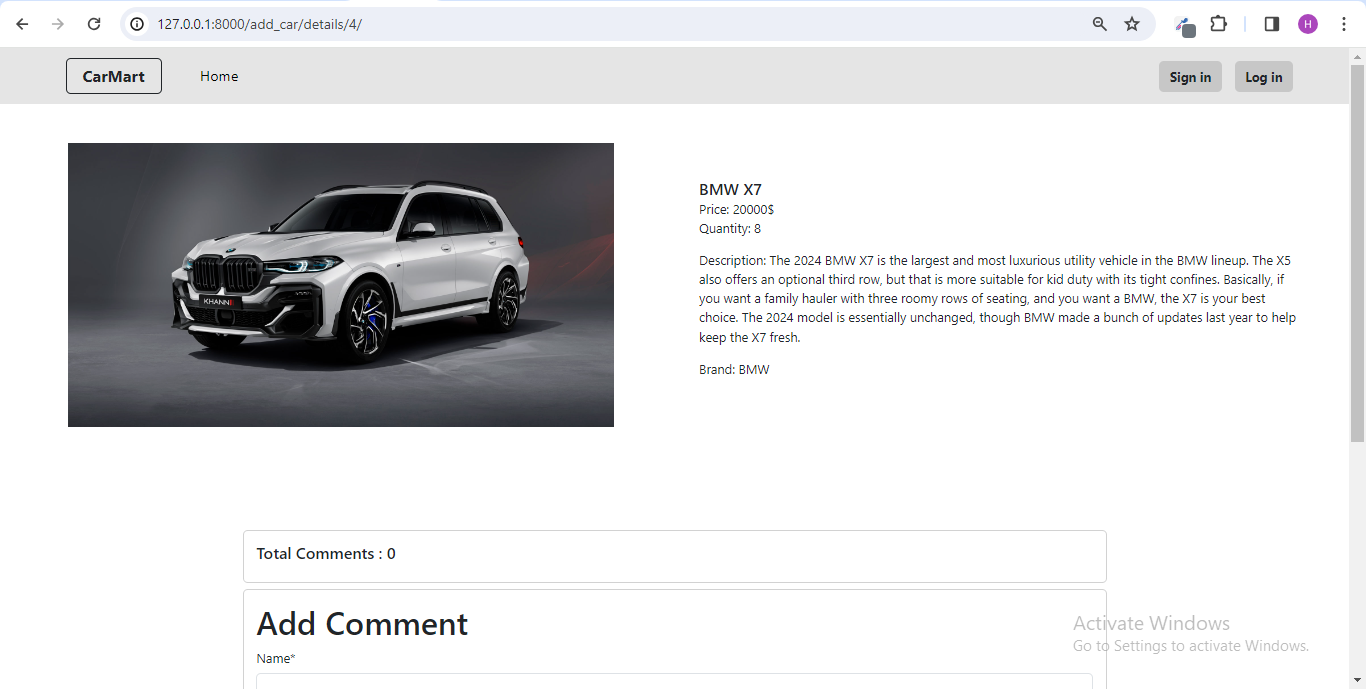 127.0.0.1:8000/add_car/details/4/
H
CarMart
Home
Sign in
Log in
KHANN
BMW X7
Price: 20000$
Quantity: 8
Description: The 2024 BMW X7 is the largest and most luxurious utility vehicle in the BMW lineup. The X5
also offers an optional third row, but that is more suitable for kid duty with its tight confines. Basically, if
you want a family hauler with three roomy rows of seating, and you want a BMW, the X7 is your best
choice. The 2024 model is essentially unchanged, though BMW made a bunch of updates last year to help
keep the X7 fresh.
Brand: BMW
Total Comments : 0
Add Comment
Name*
Activate Windows
Go to Settings to activate Windows.